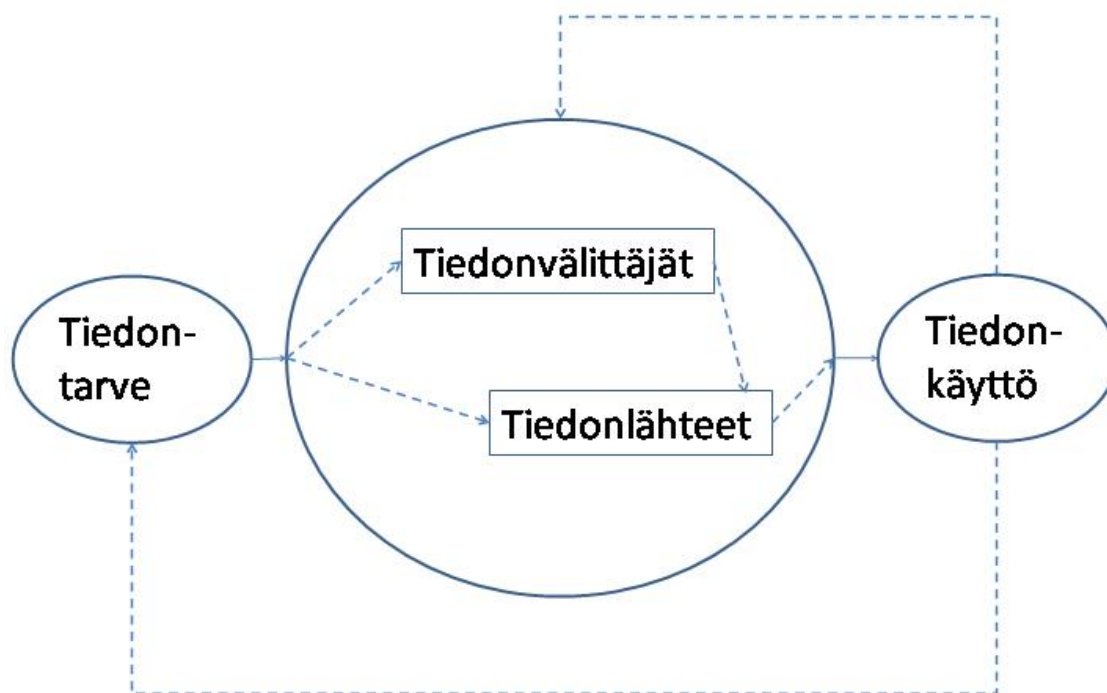 Tiedonvälittäjät
Tiedon-
tarve
Tiedonlähteet
Tiedon-
käyttö